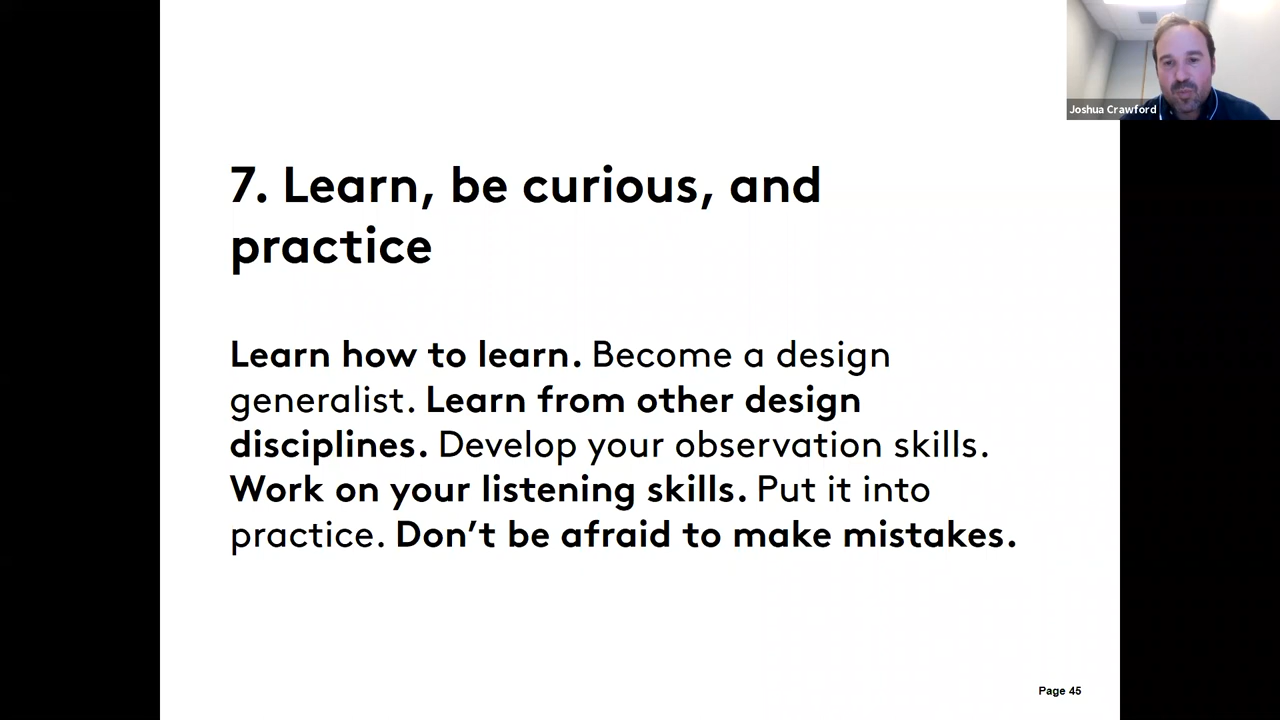 Joshua Crawford
7. Learn, be curious, and
practice
Learn how to learn. Become a design
generalist. Learn from other design
disciplines. Develop your observation skills.
Work on your listening skills. Put it into
practice. Don’t be afraid to make mistakes.
Page 45